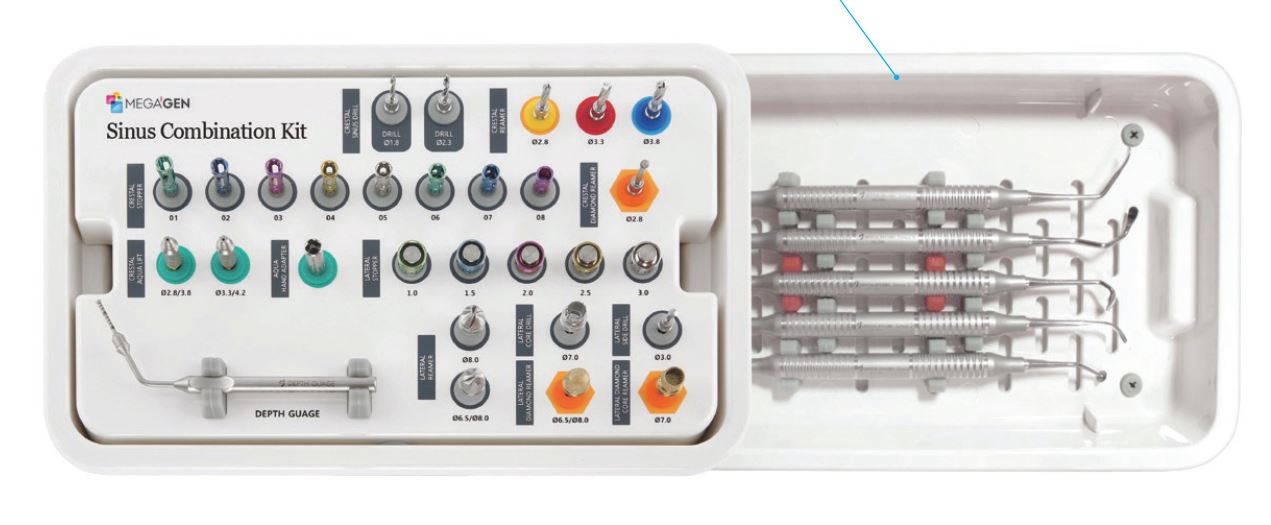 MEGA'GEN
Sinus Combination Kit
CRESTAL
SINUS DRILL
DRILL
Ø1.8
DRILL
Ø2.3
CRESTAL
REAMER
Ø2.8
Ø3.3
Ø3.8
CRESTAL
STOPPER
01
02
03
04
05
06
07
08
CRESTAL
DIAMOND REAMER
Ø2.8
CRESTAL
AQUA LIFT
Ø2.8/3.8
Ø3.3/4.2
AQUA
HAND ADAPTER
LATERAL
STOPPER
1.0
1.5
2.0
2.5
3.0
LATERAL
REAMER
Ø8.0
LATERAL
CORE DRILL
Ø7.0
LATERAL
SIDE DRILL
Ø3.0
Ø6.5/Ø8.0
LATERAL
DIAMOND REAMER
Ø6.5/Ø8.0
LATERAL DIAMOND
CORE REAMER
Ø7.0
DEPTH GUAGE
DEPTH GUAGE